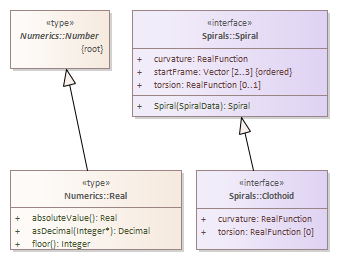 «type»
Numerics::Number
{root}
«interface»
Spirals::Spiral
+ curvature: RealFunction
+ startFrame: Vector [2..3] {ordered}
+ torsion: RealFunction [0..1]
+ Spiral(SpiralData): Spiral
«type»
Numerics::Real
+ absoluteValue(): Real
+ asDecimal(Integer*): Decimal
+ floor(): Integer
«interface»
Spirals::Clothoid
+ curvature: RealFunction
+ torsion: RealFunction [0]